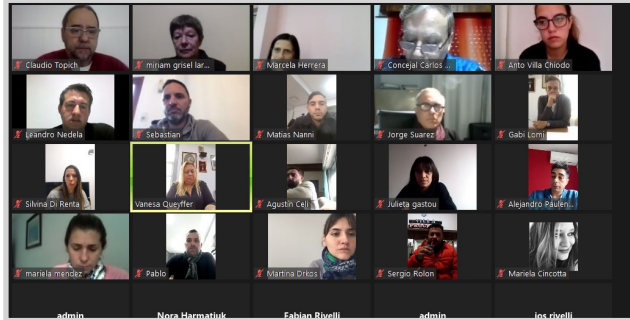 Claudio Topich
miriam grisel lar...
Marcela Herrera
Concejal Carlos ...
Anto Villa Chiodo
Leandro Nedela
Sebastian
Matias Nanni
Jorge Suarez
Gabi Lomi
Silvina Di Renta
Vanesa Queyffer
Agustin Celi
Julieta gastou
Alejandro Paulen...
mariela mendez
Pablo
Martina Drkos
Sergio Rolon
Mariela Cincotta
admin
Nora Harmatiuk
Fabian Rivelli
admin
jos rivelli